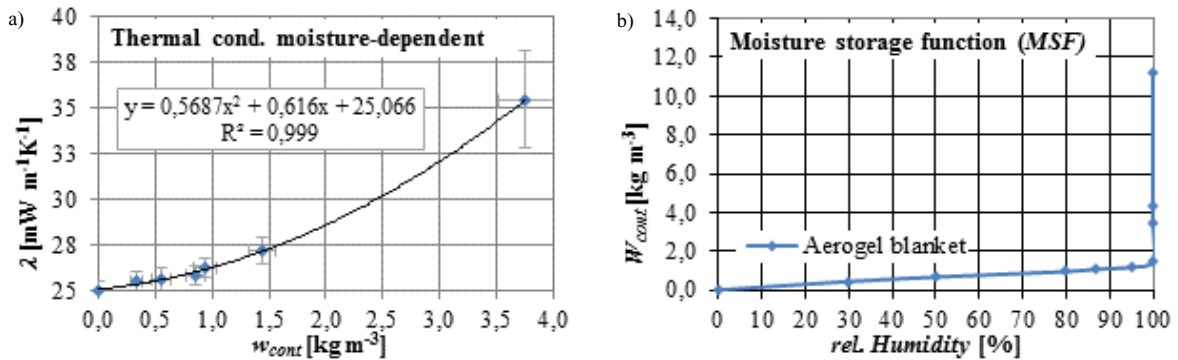 a)
Thermal cond. moisture-dependent
y = 0,5687x² + 0,616x + 25,066
R² = 0,999
40
38
35
33
30
28
25
λ [mW m⁻¹K⁻¹]
0,0 0,5 1,0 1,5 2,0 2,5 3,0 3,5 4,0
w_cont [kg m⁻³]
b)
Moisture storage function (MSF)
14,0
12,0
10,0
8,0
6,0
4,0
2,0
0,0
W_cont [kg m⁻³]
Aerogel blanket
0 10 20 30 40 50 60 70 80 90 100
rel. Humidity [%]